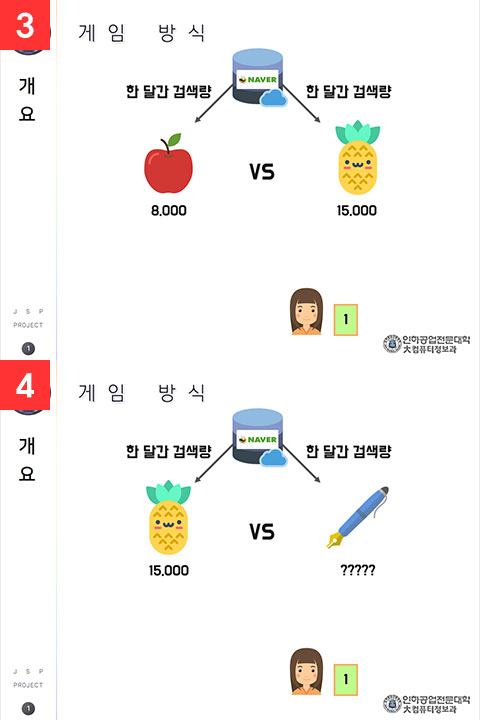 3
게임 방식
개
요
NAVER
한 달간 검색량
한 달간 검색량
VS
8,000
15,000
1
J S P
PROJECT
1
인하공업전문대학
컴퓨터정보과
4
게임 방식
개
요
NAVER
한 달간 검색량
한 달간 검색량
VS
15,000
?????
1
J S P
PROJECT
1
인하공업전문대학
컴퓨터정보과